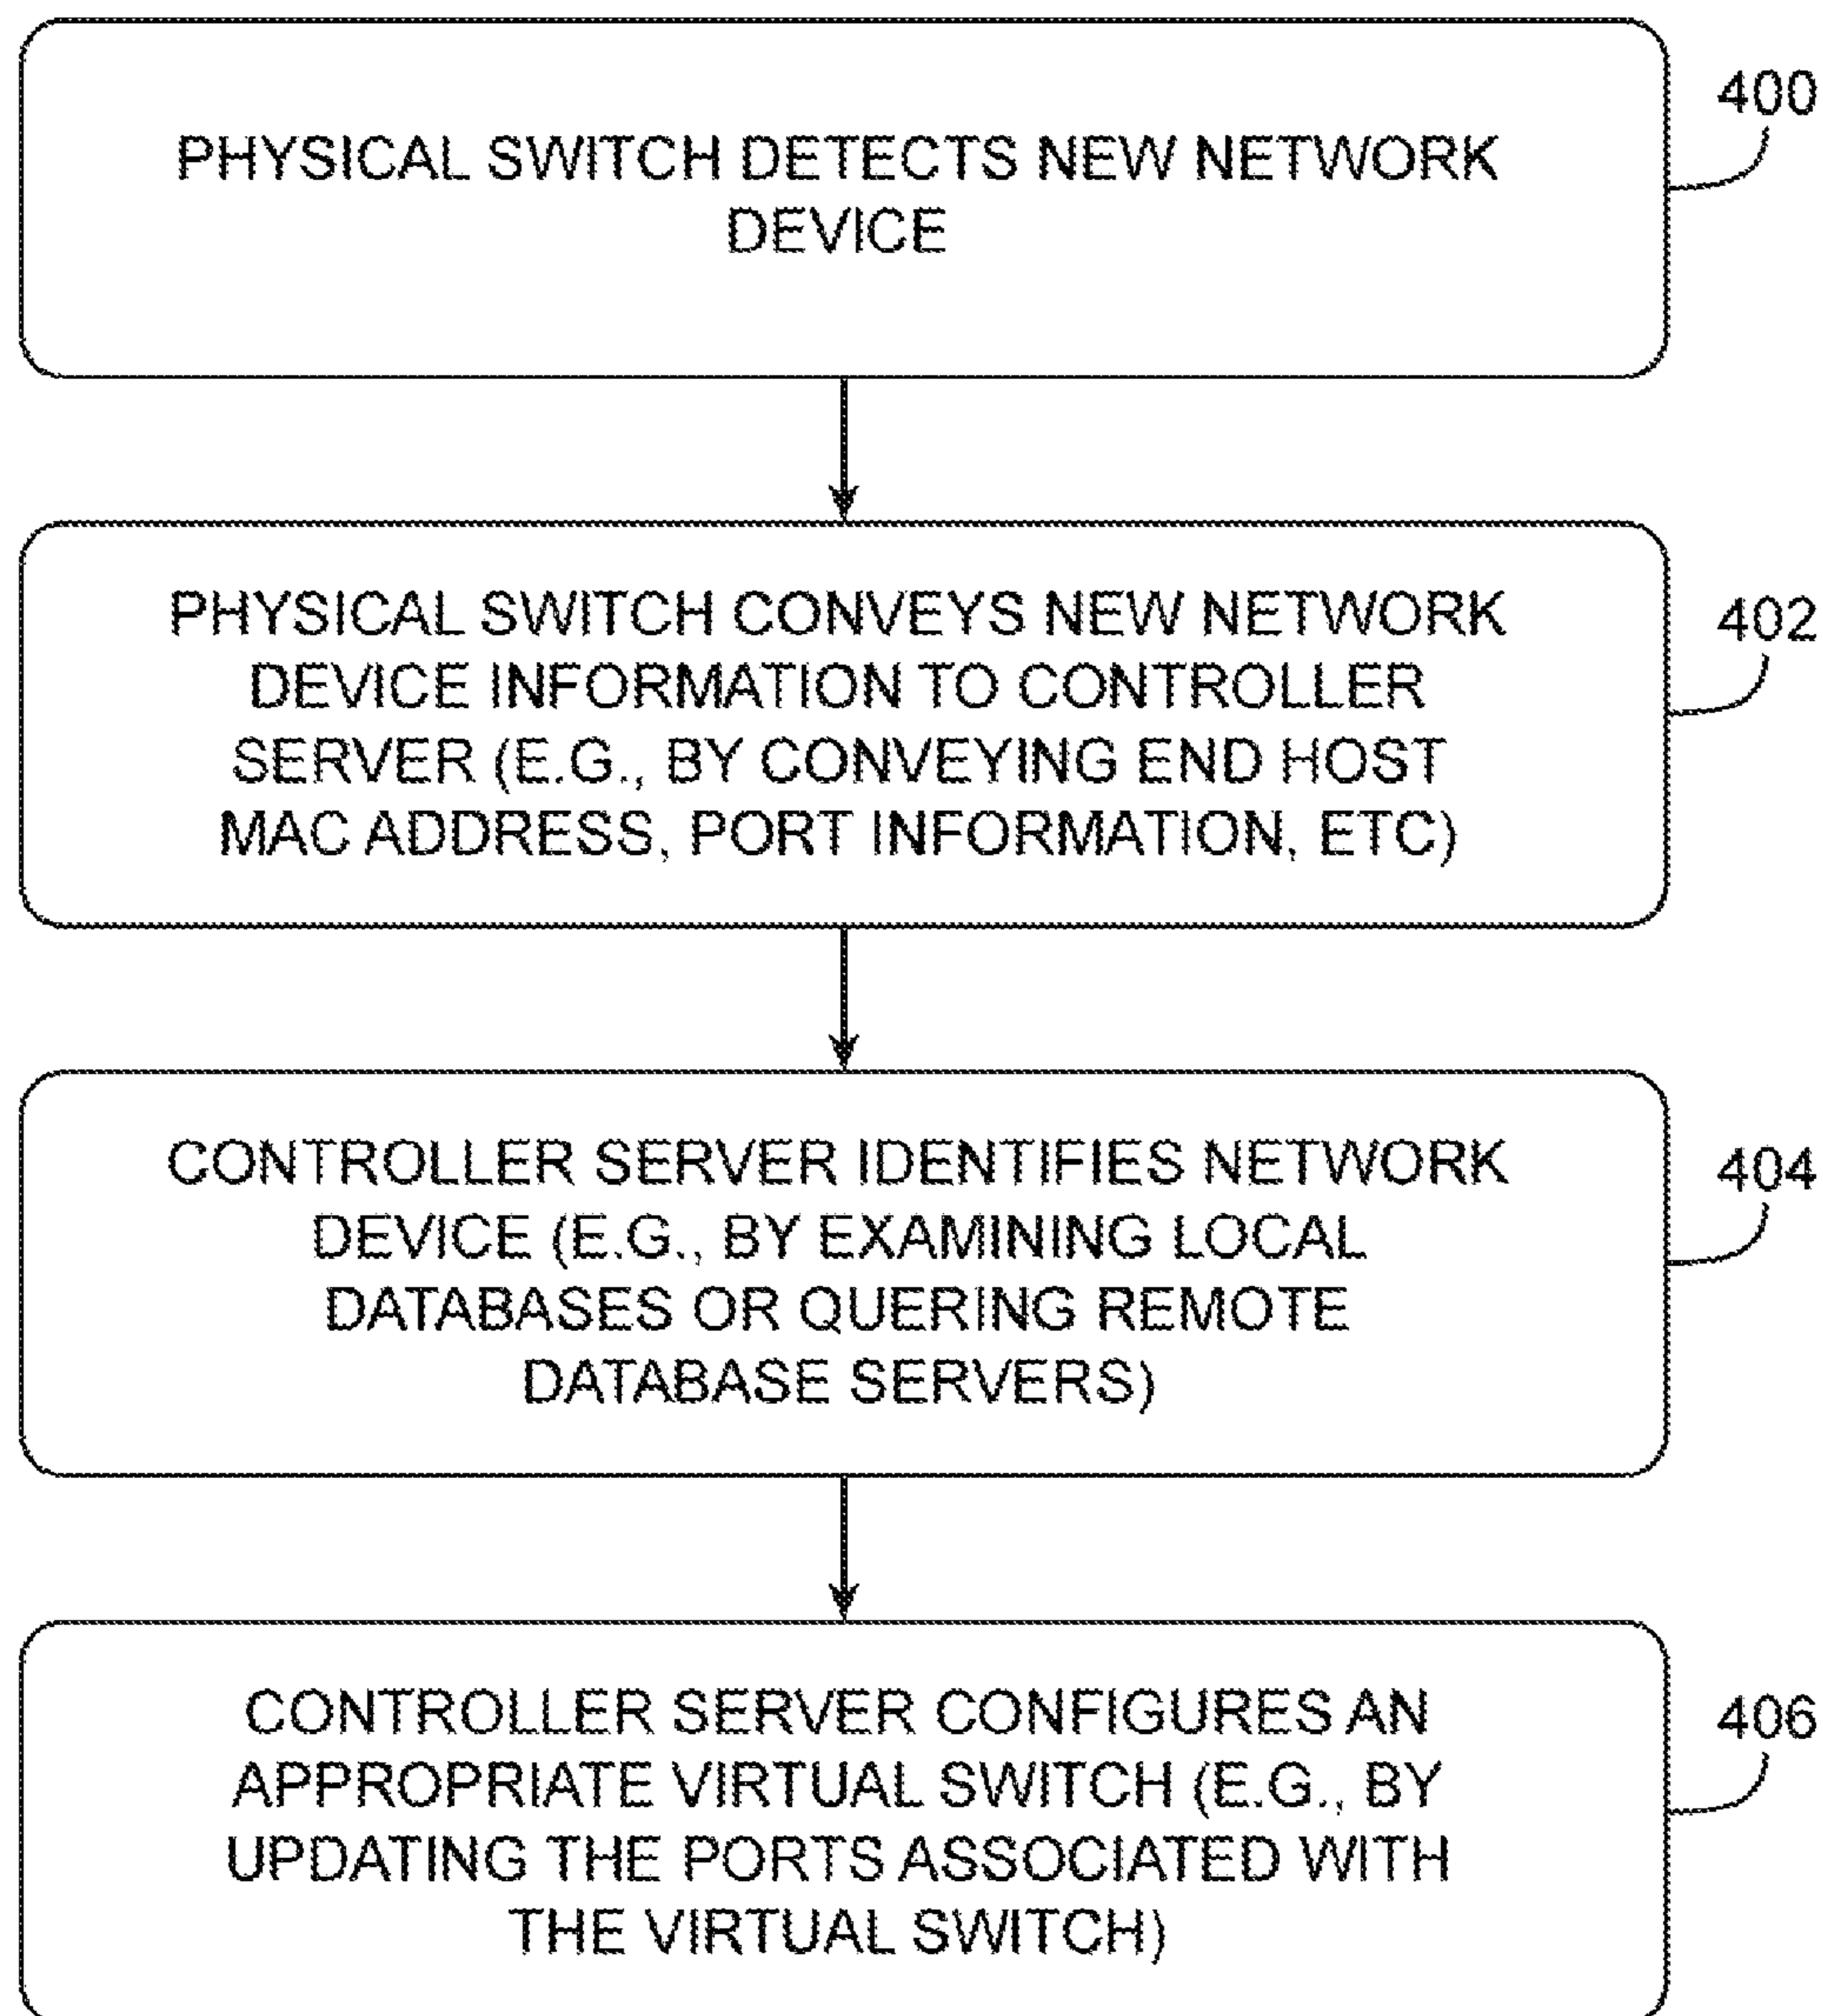 PHYSICAL SWITCH DETECTS NEW NETWORK
DEVICE
400
PHYSICAL SWITCH CONVEYS NEW NETWORK
DEVICE INFORMATION TO CONTROLLER
SERVER (E.G., BY CONVEYING END HOST
MAC ADDRESS, PORT INFORMATION, ETC)
402
CONTROLLER SERVER IDENTIFIES NETWORK
DEVICE (E.G., BY EXAMINING LOCAL
DATABASES OR QUERING REMOTE
DATABASE SERVERS)
404
CONTROLLER SERVER CONFIGURES AN
APPROPRIATE VIRTUAL SWITCH (E.G., BY
UPDATING THE PORTS ASSOCIATED WITH
THE VIRTUAL SWITCH)
406